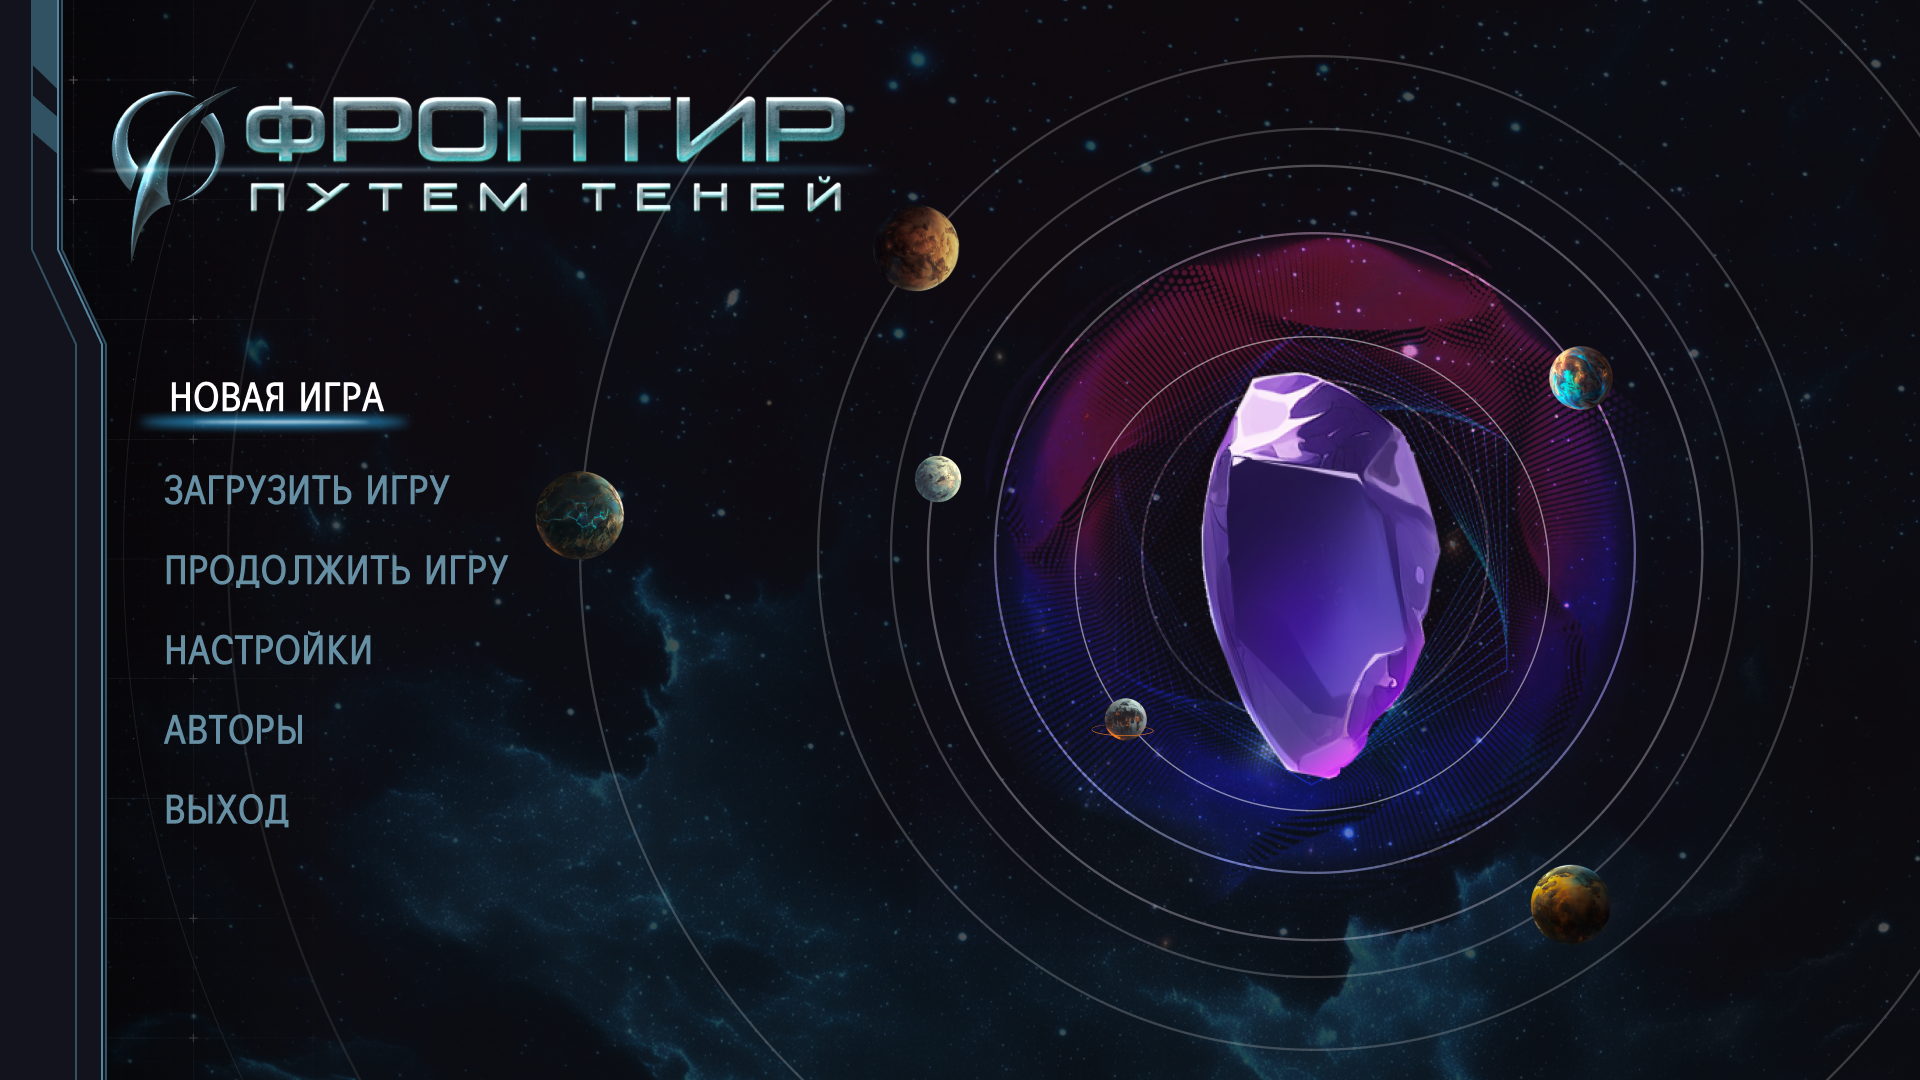 ФРОНТИР
ПУТЕМ ТЕНЕЙ
НОВАЯ ИГРА
ЗАГРУЗИТЬ ИГРУ
ПРОДОЛЖИТЬ ИГРУ
НАСТРОЙКИ
АВТОРЫ
ВЫХОД